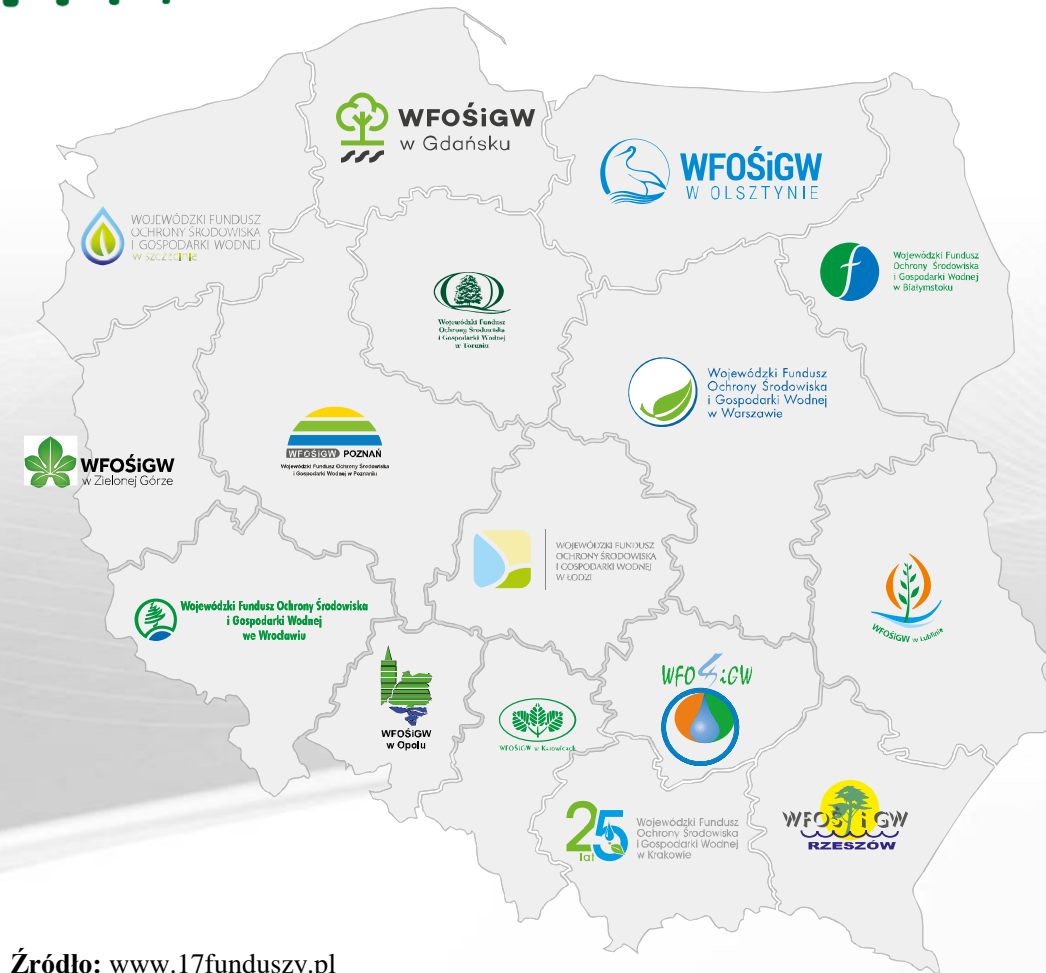 WFOŚiGW
w Gdańsku
WFOŚiGW
W OLSZTYNIE
WOJEWÓDZKI FUNDUSZ
OCHRONY ŚRODOWISKA
I GOSPODARKI WODNEJ
W SZCZECINIE
Wojewódzki Fundusz
Ochrony Środowiska
i Gospodarki Wodnej
w Białymstoku
Wojewódzki Fundusz
Ochrony Środowiska
i Gospodarki Wodnej
w Toruniu
Wojewódzki Fundusz
Ochrony Środowiska
i Gospodarki Wodnej
w Warszawie
WFOŚiGW POZNAŃ
Wojewódzki Fundusz Ochrony Środowiska
i Gospodarki Wodnej w Poznaniu
WFOŚiGW
w Zielonej Górze
WOJEWÓDZKI FUNDUSZ
OCHRONY ŚRODOWISKA
I GOSPODARKI WODNEJ
W ŁODZI
Wojewódzki Fundusz Ochrony Środowiska
i Gospodarki Wodnej
we Wrocławiu
WFOŚiGW w Lublinie
WFOŚiGW
w Opolu
WFOŚiGW w Katowicach
WFOŚiGW
25 lat
Wojewódzki Fundusz
Ochrony Środowiska
i Gospodarki Wodnej
w Krakowie
WFOŚiGW
RZESZÓW
Źródło: www.17funduszy.pl